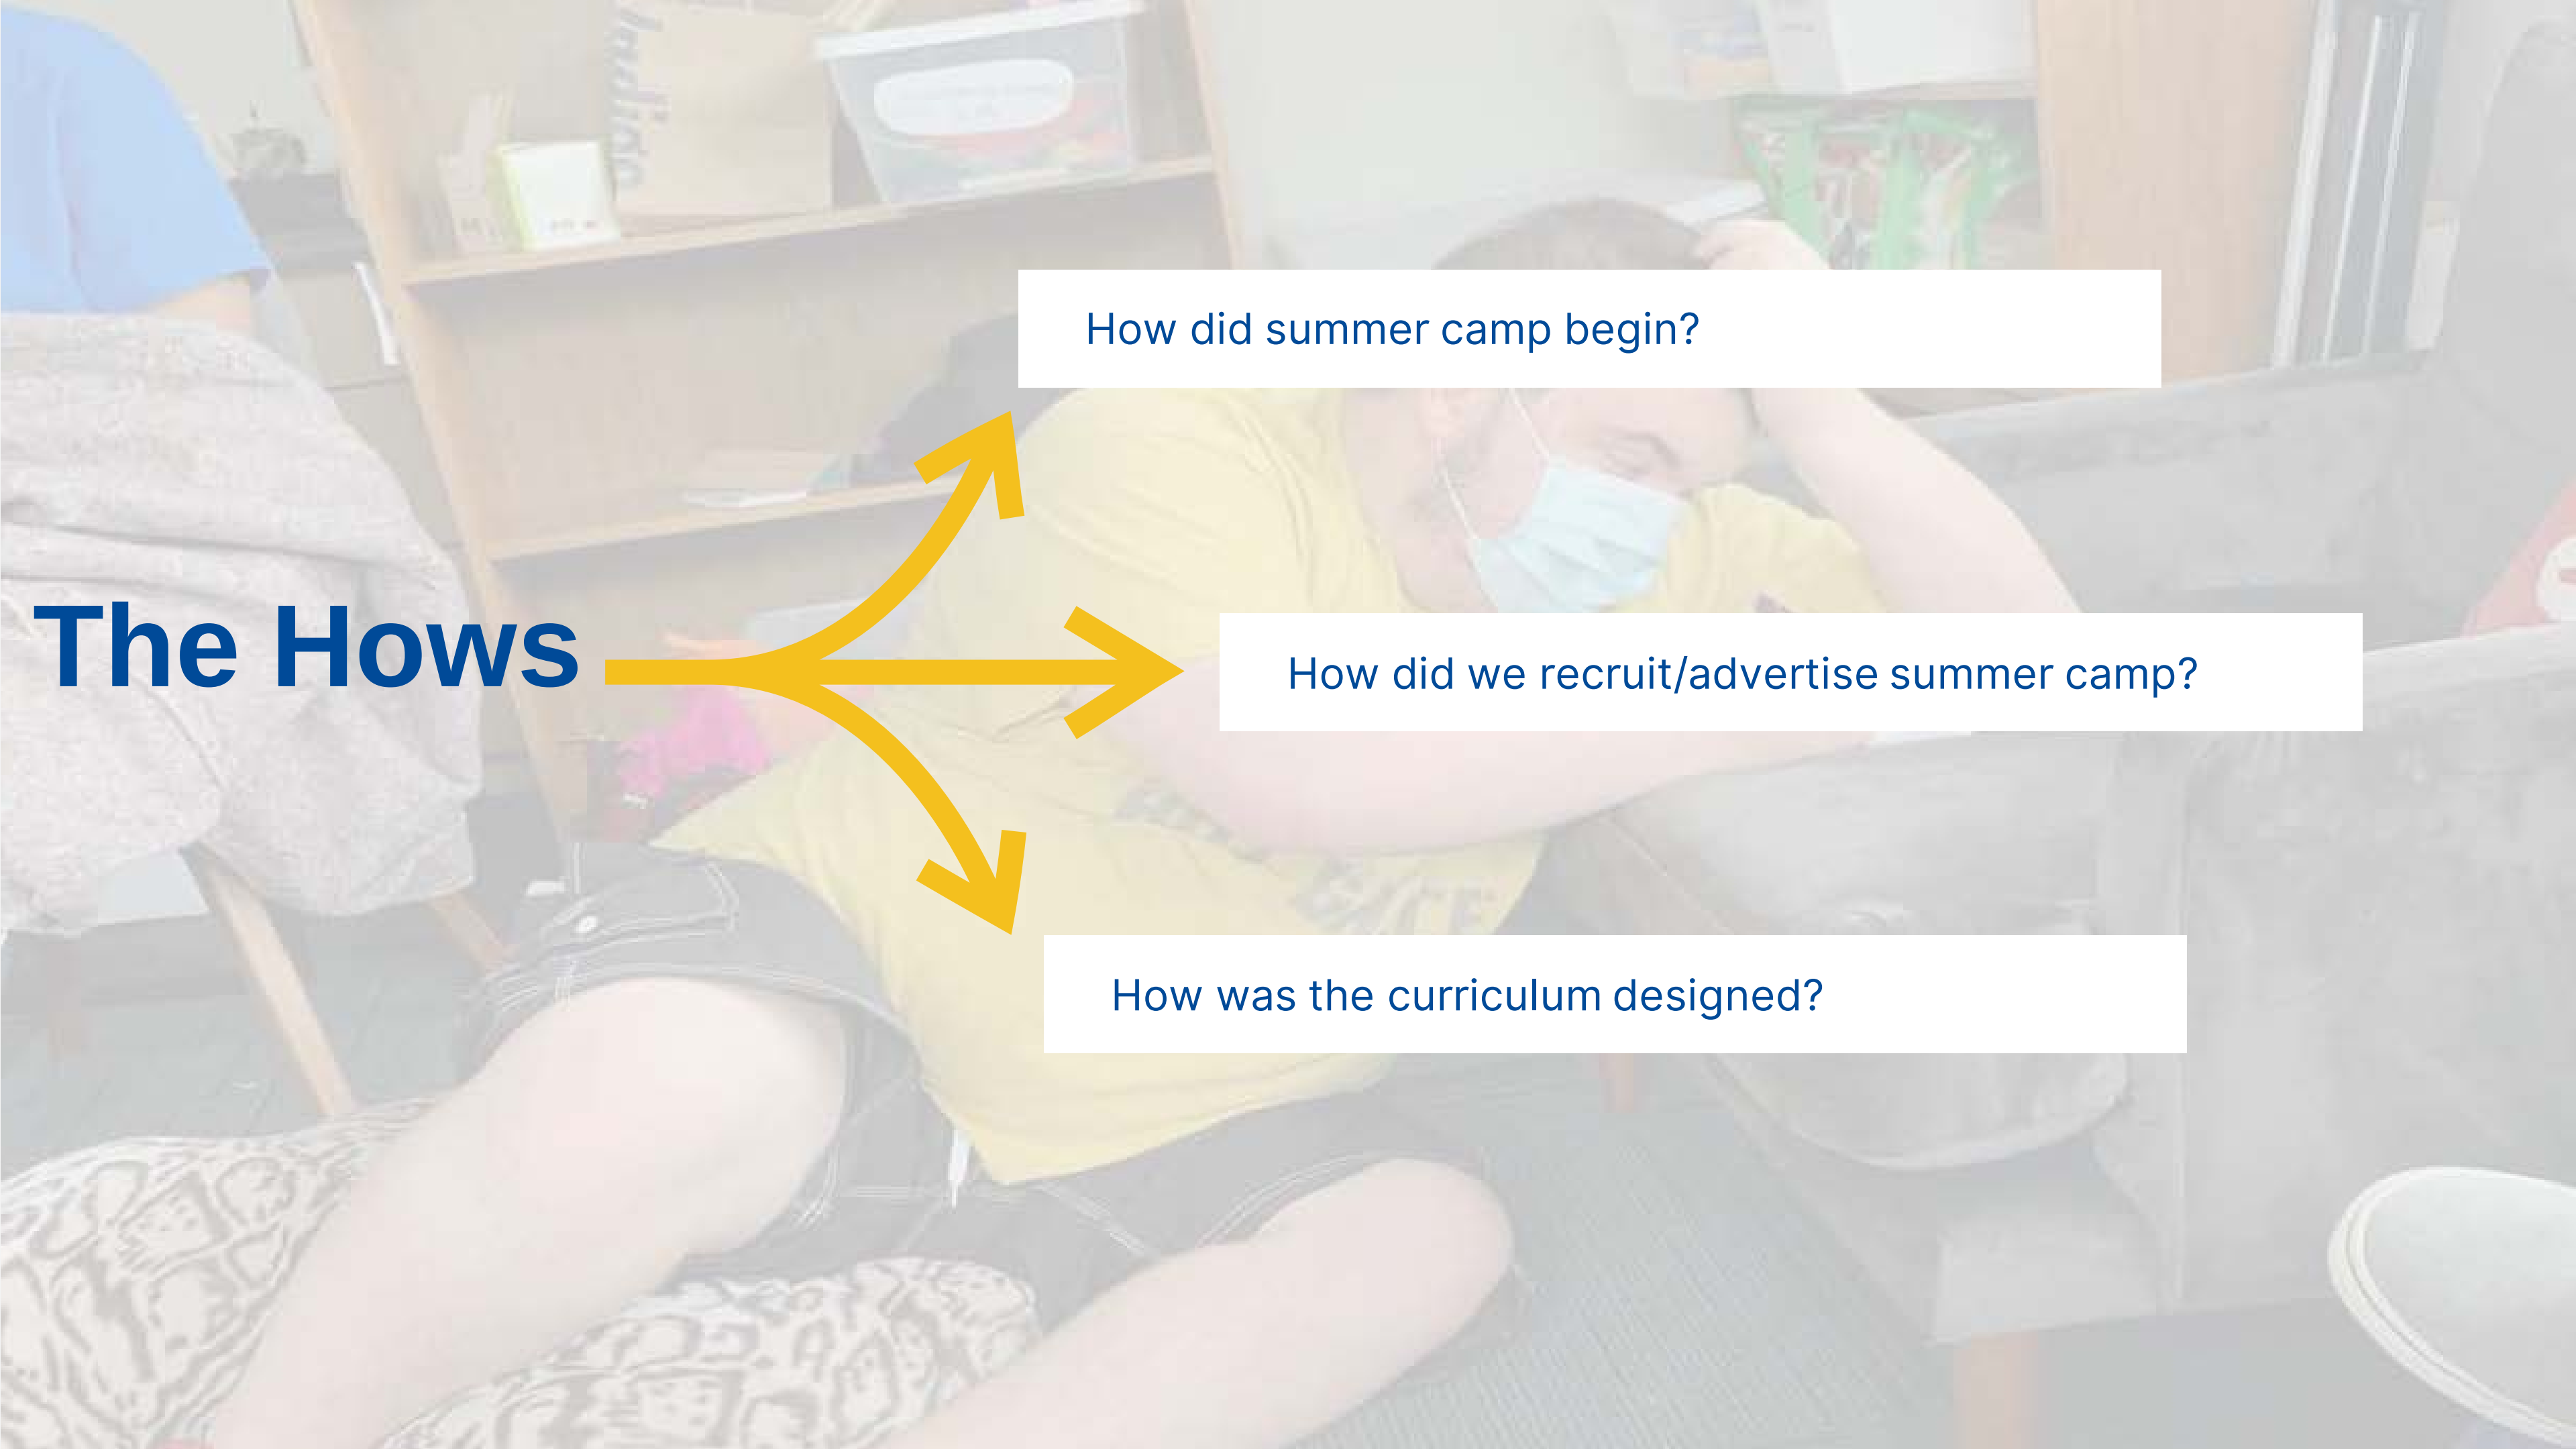 How did summer camp begin?
The Hows
How did we recruit/advertise summer camp?
How was the curriculum designed?